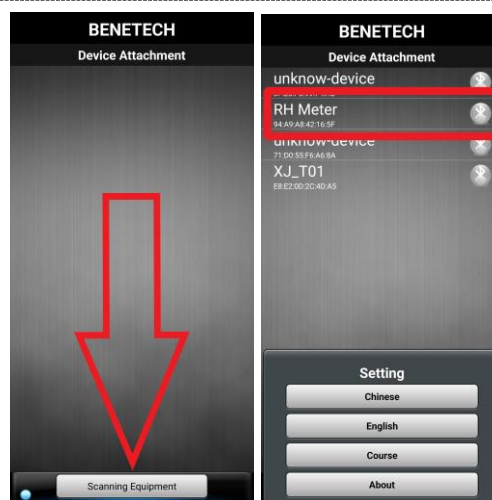 BENETECH
Device Attachment
Scanning Equipment
BENETECH
Device Attachment
unknow-device
RH Meter
94:A9:A8:42:16:5F
unknow-device
71:D0:55:F6:A6:8A
XJ_T01
E8:E2:00:2C:4D:A5
Setting
Chinese
English
Course
About